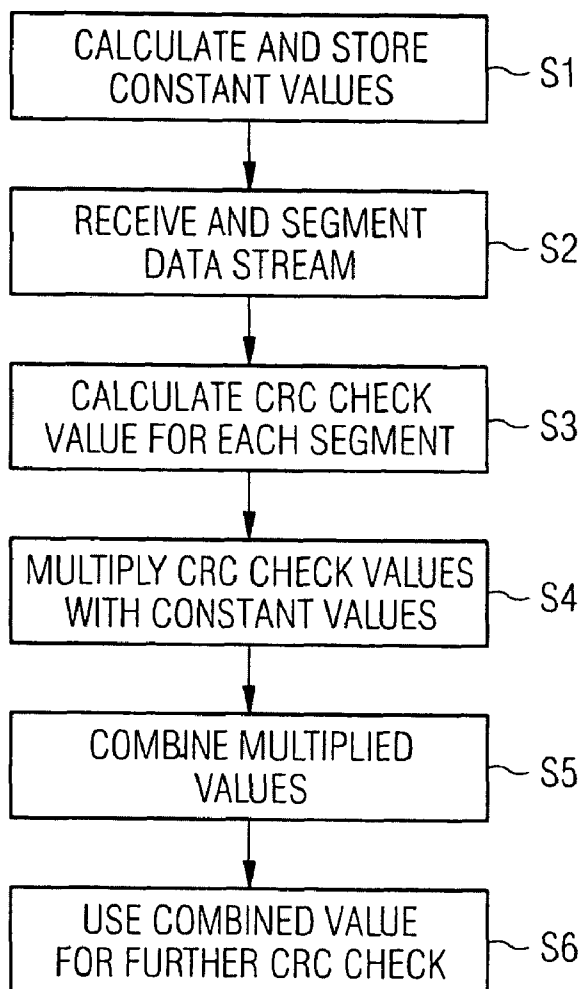 CALCULATE AND STORE
CONSTANT VALUES
S1
RECEIVE AND SEGMENT
DATA STREAM
S2
CALCULATE CRC CHECK
VALUE FOR EACH SEGMENT
S3
MULTIPLY CRC CHECK VALUES
WITH CONSTANT VALUES
S4
COMBINE MULTIPLIED
VALUES
S5
USE COMBINED VALUE
FOR FURTHER CRC CHECK
S6